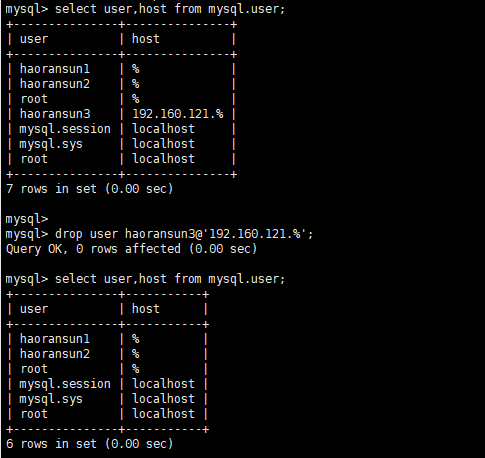 mysql> select user,host from mysql.user;
+---------------+---------------+
| user          | host          |
+---------------+---------------+
| haoransun1    | %             |
| haoransun2    | %             |
| root          | %             |
| haoransun3    | 192.160.121.% |
| mysql.session | localhost     |
| mysql.sys     | localhost     |
| root          | localhost     |
+---------------+---------------+
7 rows in set (0.00 sec)

mysql>
mysql> drop user haoransun3@'192.160.121.%';
Query OK, 0 rows affected (0.00 sec)

mysql> select user,host from mysql.user;
+---------------+-----------+
| user          | host      |
+---------------+-----------+
| haoransun1    | %         |
| haoransun2    | %         |
| root          | %         |
| mysql.session | localhost |
| mysql.sys     | localhost |
| root          | localhost |
+---------------+-----------+
6 rows in set (0.00 sec)